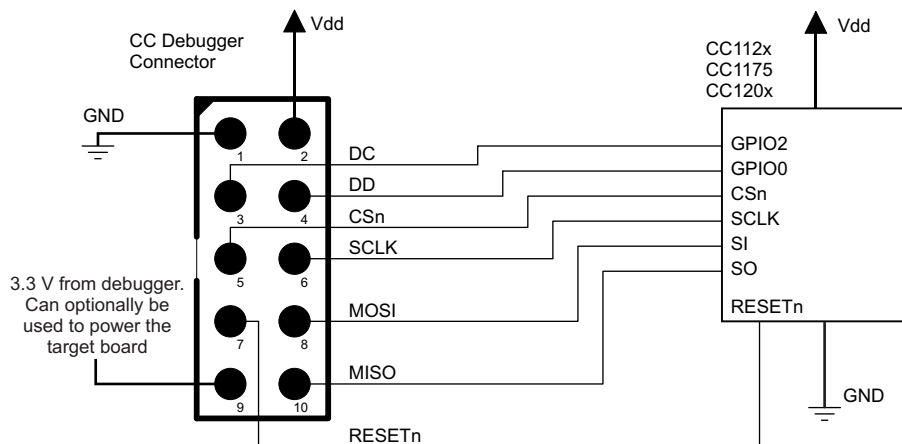 Vdd
Vdd
CC Debugger
Connector
CC112x
CC1175
CC120x
GND
1
2
DC
GPIO2
DD
GPIO0
3
4
CSn
CSn
SCLK
SCLK
5
6
SI
SO
3.3 V from debugger.
Can optionally be
used to power the
target board
MOSI
RESETn
7
8
MISO
GND
9
10
RESETn